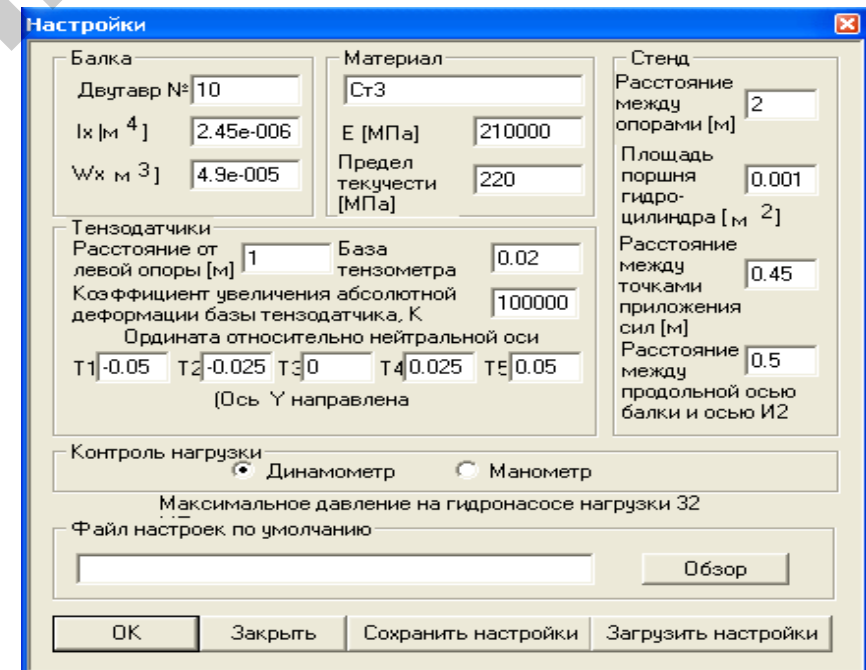 Настройки
Балка
Двутавр № 10
Ix |м 4 ] 2.45e-006
Wx м 3 ] 4.9e-005
Материал
Ст3
E [МПа] 210000
Предел
текучести
[МПа] 220
Стенд
Расстояние
между
опорами [м] 2
Площадь
поршня
гидро-
цилиндра [ м 2] 0.001
Расстояние
между
точками
приложения
сил [м] 0.45
Расстояние
между 0.5
продольной осью
балки и осью И2
Тензодатчики
Расстояние от
левой опоры [м] 1
База
тензометра 0.02
Коэффициент увеличения абсолютной
деформации базы тензодатчика, К 100000
Ордината относительно нейтральной оси
T1 -0.05 T2 -0.025 T3 0 T4 0.025 T5 0.05
(Ось Y направлена
Контроль нагрузки
Динамометр Манометр
Максимальное давление на гидронасосе нагрузки 32
Файл настроек по умолчанию
Обзор
OK Закрыть Сохранить настройки Загрузить настройки